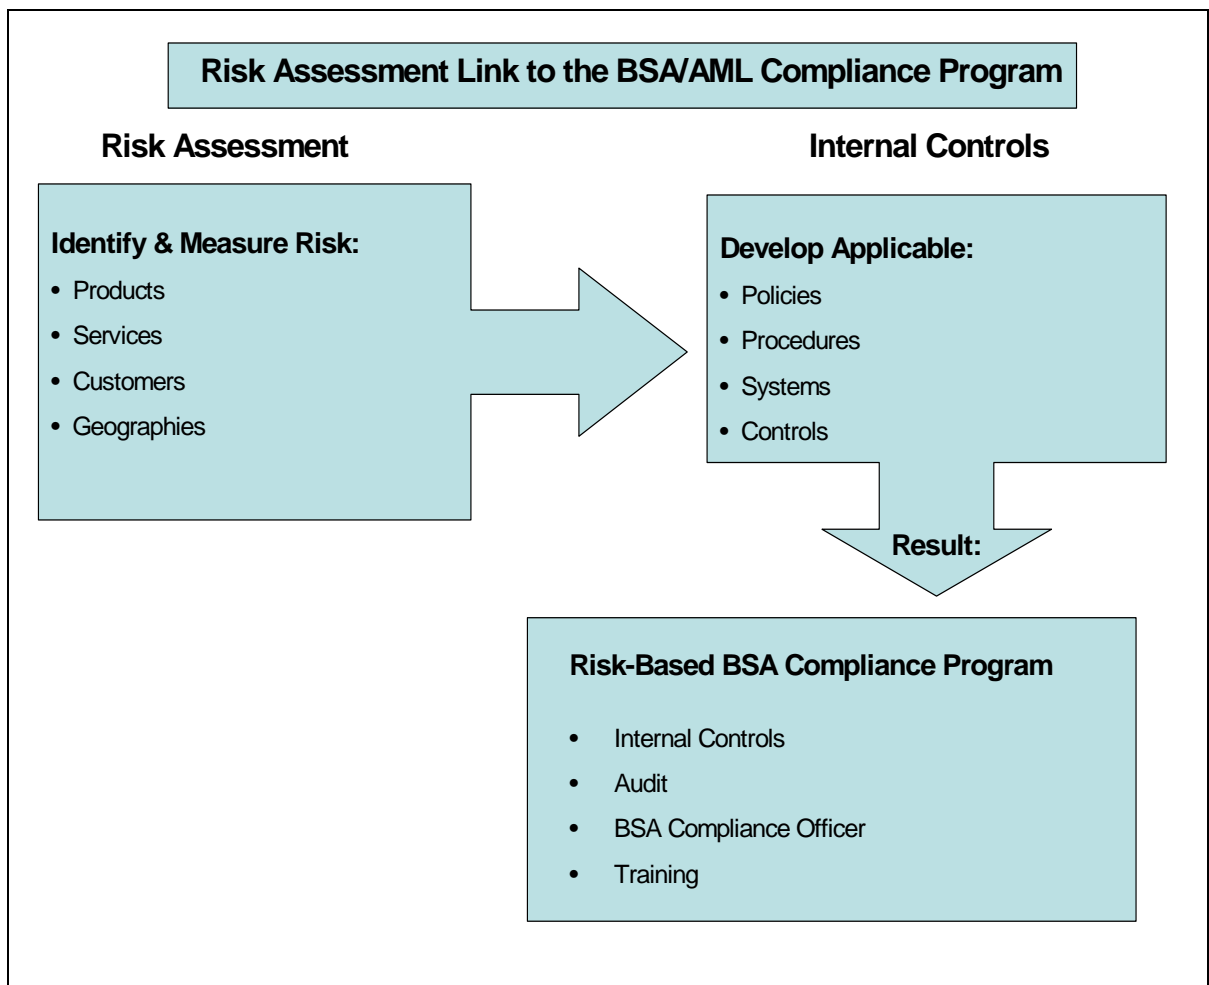 Risk Assessment Link to the BSA/AML Compliance Program
Risk Assessment
Identify & Measure Risk:
• Products
• Services
• Customers
• Geographies
Internal Controls
Develop Applicable:
• Policies
• Procedures
• Systems
• Controls
Result:
Risk-Based BSA Compliance Program
• Internal Controls
• Audit
• BSA Compliance Officer
• Training